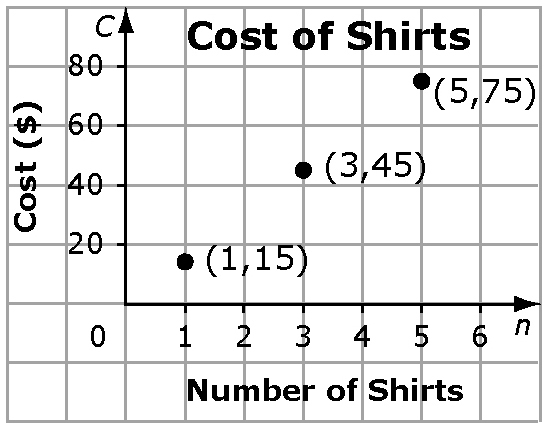 C
Cost of Shirts
80
(5,75)
60
Cost ($)
(3,45)
40
20
(1,15)
0 1 2 3 4 5 6 n
Number of Shirts